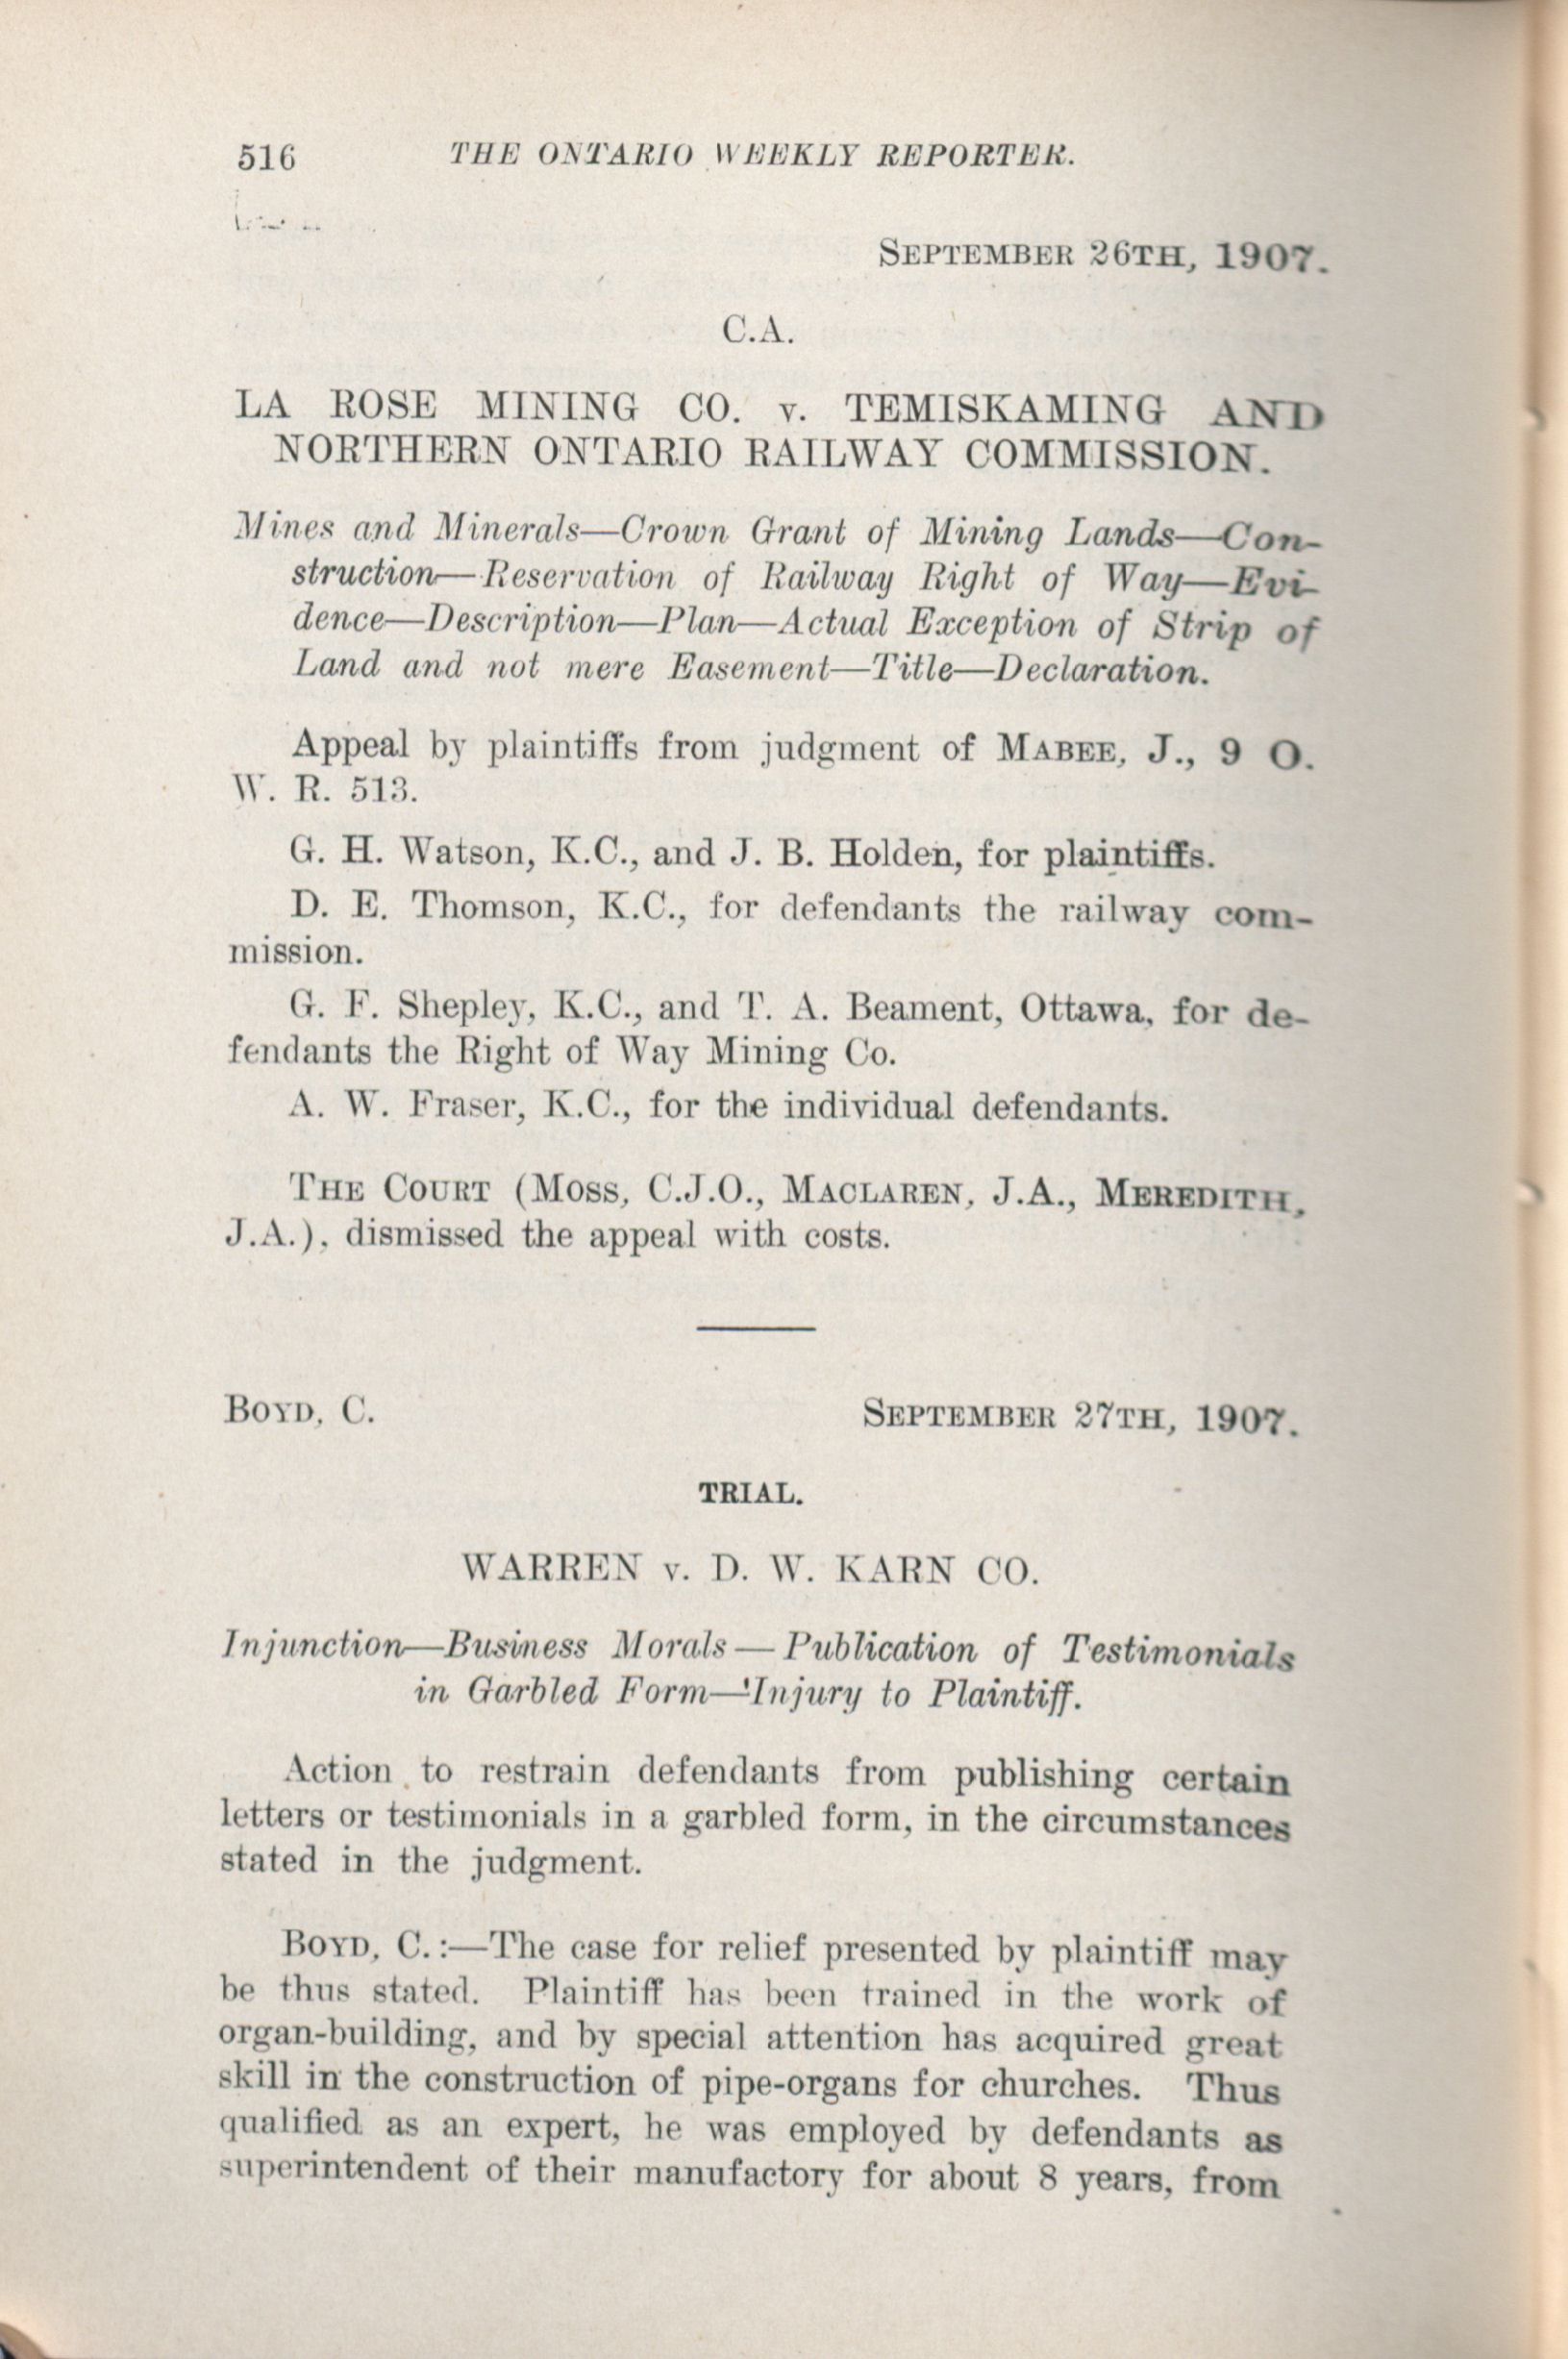 516 THE ONTARIO WEEKLY REPORTER.
SEPTEMBER 26TH, 1907.
C.A.
LA ROSE MINING CO. v. TEMISKAMING AND
NORTHERN ONTARIO RAILWAY COMMISSION.
Mines and Minerals—Crown Grant of Mining Lands—Con-
struction—Reservation of Railway Right of Way—Evi-
dence—Description—Plan—Actual Exception of Strip of
Land and not mere Easement—Title—Declaration.
Appeal by plaintiffs from judgment of MABEE, J., 9 O.
W. R. 513.
G. H. Watson, K.C., and J. B. Holden, for plaintiffs.
D. E. Thomson, K.C., for defendants the railway com-
mission.
G. F. Shepley, K.C., and T. A. Beament, Ottawa, for de-
fendants the Right of Way Mining Co.
A. W. Fraser, K.C., for the individual defendants.
THE COURT (MOSS, C.J.O., MACLAREN, J.A., MEREDITH,
J.A.), dismissed the appeal with costs.
BOYD, C. SEPTEMBER 27TH, 1907.
TRIAL.
WARREN v. D. W. KARN CO.
Injunction—Business Morals—Publication of Testimonials
in Garbled Form—Injury to Plaintiff.
Action to restrain defendants from publishing certain
letters or testimonials in a garbled form, in the circumstances
stated in the judgment.
BOYD, C.:—The case for relief presented by plaintiff may
be thus stated. Plaintiff has been trained in the work of
organ-building, and by special attention has acquired great
skill in the construction of pipe-organs for churches. Thus
qualified as an expert, he was employed by defendants as
superintendent of their manufactory for about 8 years, from